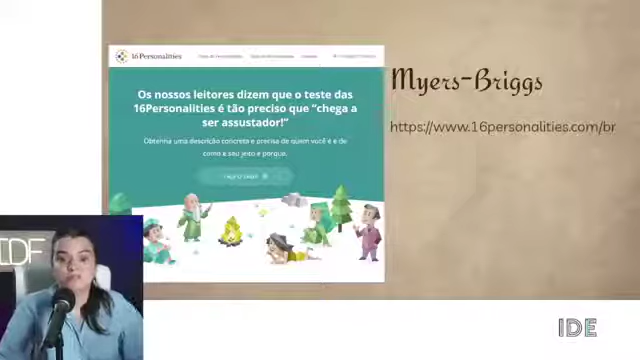 16Personalities
Os nossos leitores dizem que o teste das
16Personalities é tão preciso que “chega a
ser assustador!”
Obtenha uma descrição concreta e precisa de quem você é e de
como é seu jeito e porquê.
Myers-Briggs
https://www.16personalities.com/br
IDF
IDE